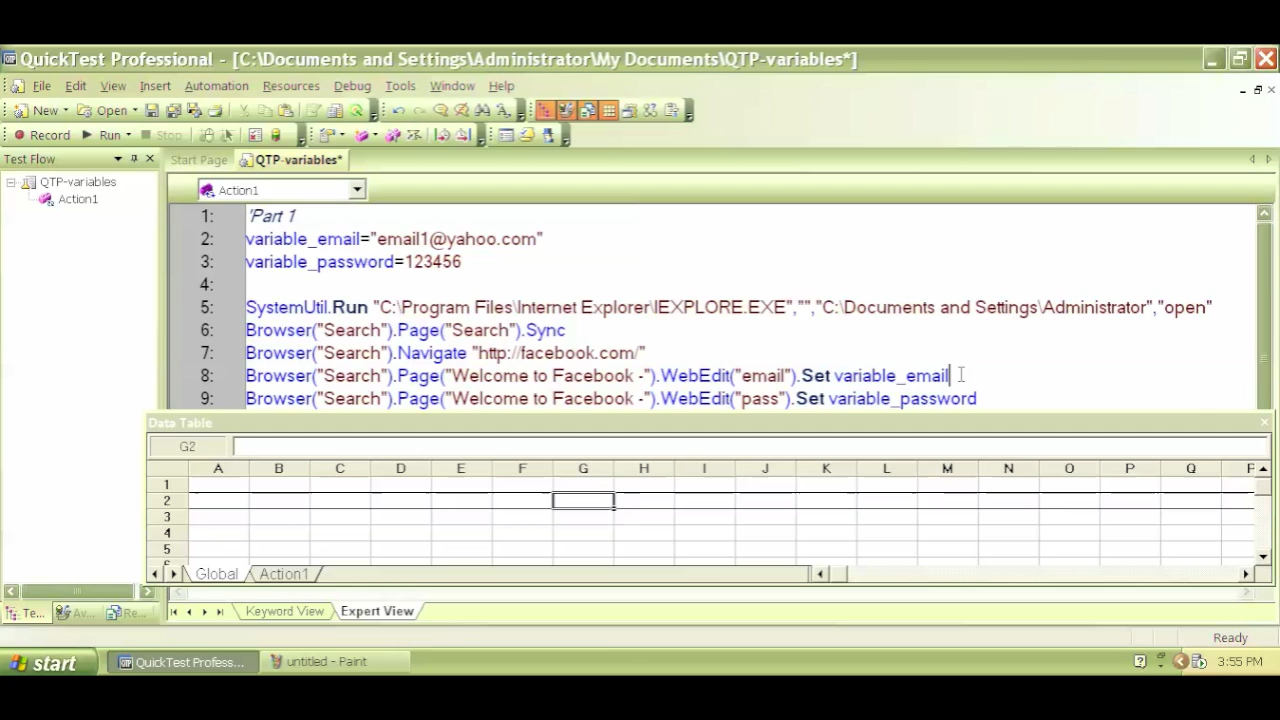 QuickTest Professional - [C:\Documents and Settings\Administrator\My Documents\QTP-variables*]
File Edit View Insert Automation Resources Debug Tools Window Help
New Open
Record Run Stop
Test Flow
Start Page QTP-variables*
QTP-variables
Action1
Action1
1: 'Part 1
2: variable_email="email1@yahoo.com"
3: variable_password=123456
4:
5: SystemUtil.Run "C:\Program Files\Internet Explorer\IEXPLORE.EXE","","C:\Documents and Settings\Administrator","open"
6: Browser("Search").Page("Search").Sync
7: Browser("Search").Navigate "http://facebook.com/"
8: Browser("Search").Page("Welcome to Facebook -").WebEdit("email").Set variable_email
9: Browser("Search").Page("Welcome to Facebook -").WebEdit("pass").Set variable_password
Data Table
G2
A B C D E F G H I J K L M N O P Q
1
2
3
4
5
Global Action1
Te... Av... Re...
Keyword View Expert View
Ready
start QuickTest Profess... untitled - Paint 3:55 PM